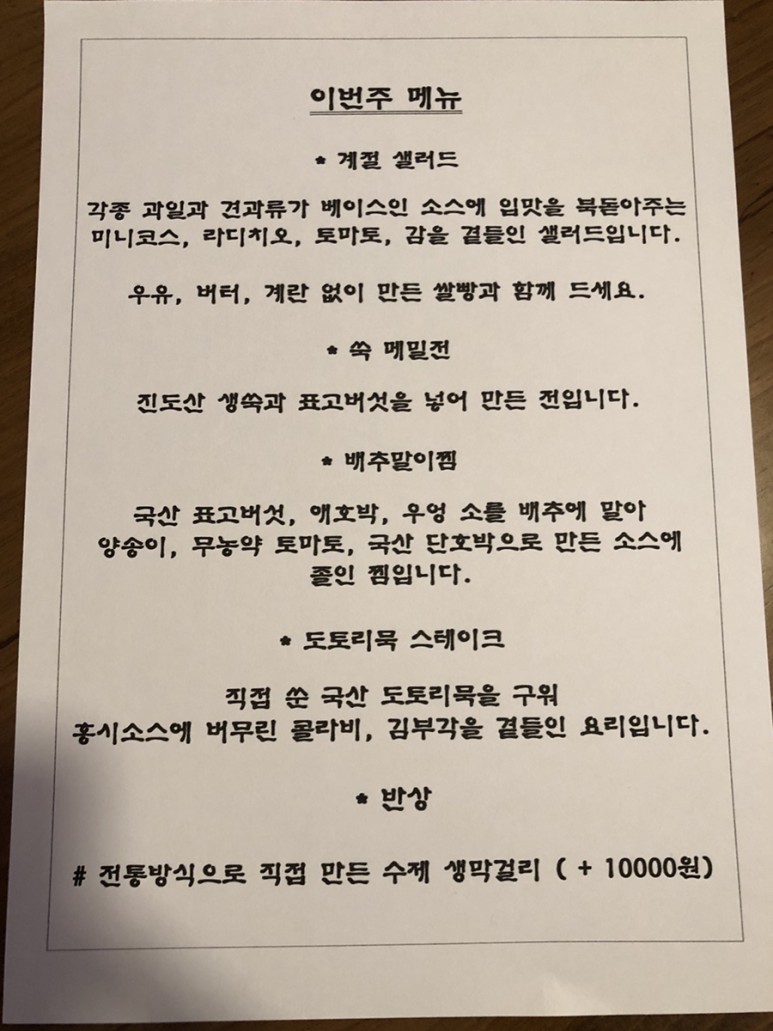 이번주 메뉴
* 계절 샐러드
각종 과일과 견과류가 베이스인 소스에 입맛을 북돋아주는
미니코스, 라디치오, 토마토, 감을 곁들인 샐러드입니다.
우유, 버터, 계란 없이 만든 쌀빵과 함께 드세요.
* 쑥 메밀전
진도산 생쑥과 표고버섯을 넣어 만든 전입니다.
* 배추말이찜
국산 표고버섯, 애호박, 우엉 소를 배추에 말아
양송이, 무농약 토마토, 국산 단호박으로 만든 소스에
졸인 찜입니다.
* 도토리묵 스테이크
직접 쑨 국산 도토리묵을 구워
홍시소스에 버무린 콜라비, 김부각을 곁들인 요리입니다.
* 반상
# 전통방식으로 직접 만든 수제 생막걸리 ( + 10000원)